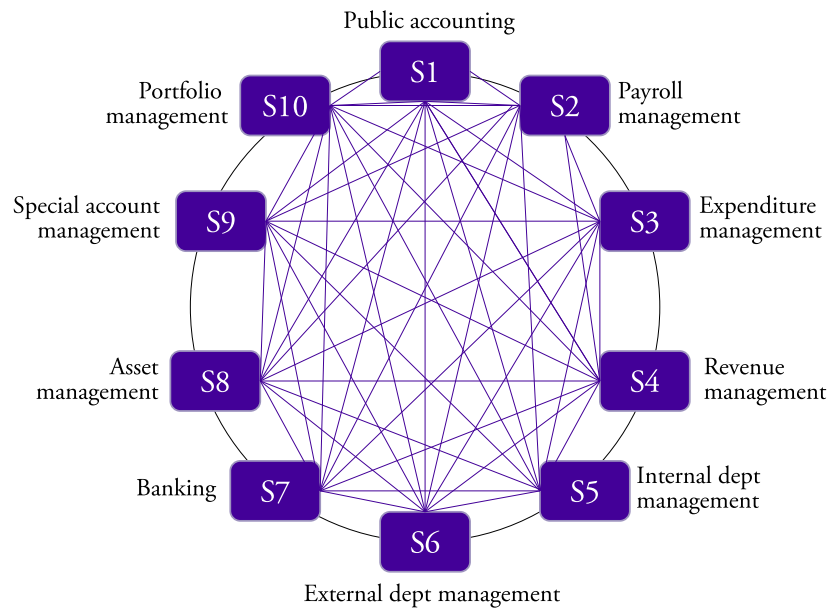 Public accounting
S1
Portfolio
management
S10
S2
Payroll
management
Special account
management
S9
S3
Expenditure
management
Asset
management
S8
S4
Revenue
management
Banking
S7
S5
Internal dept
management
S6
External dept management